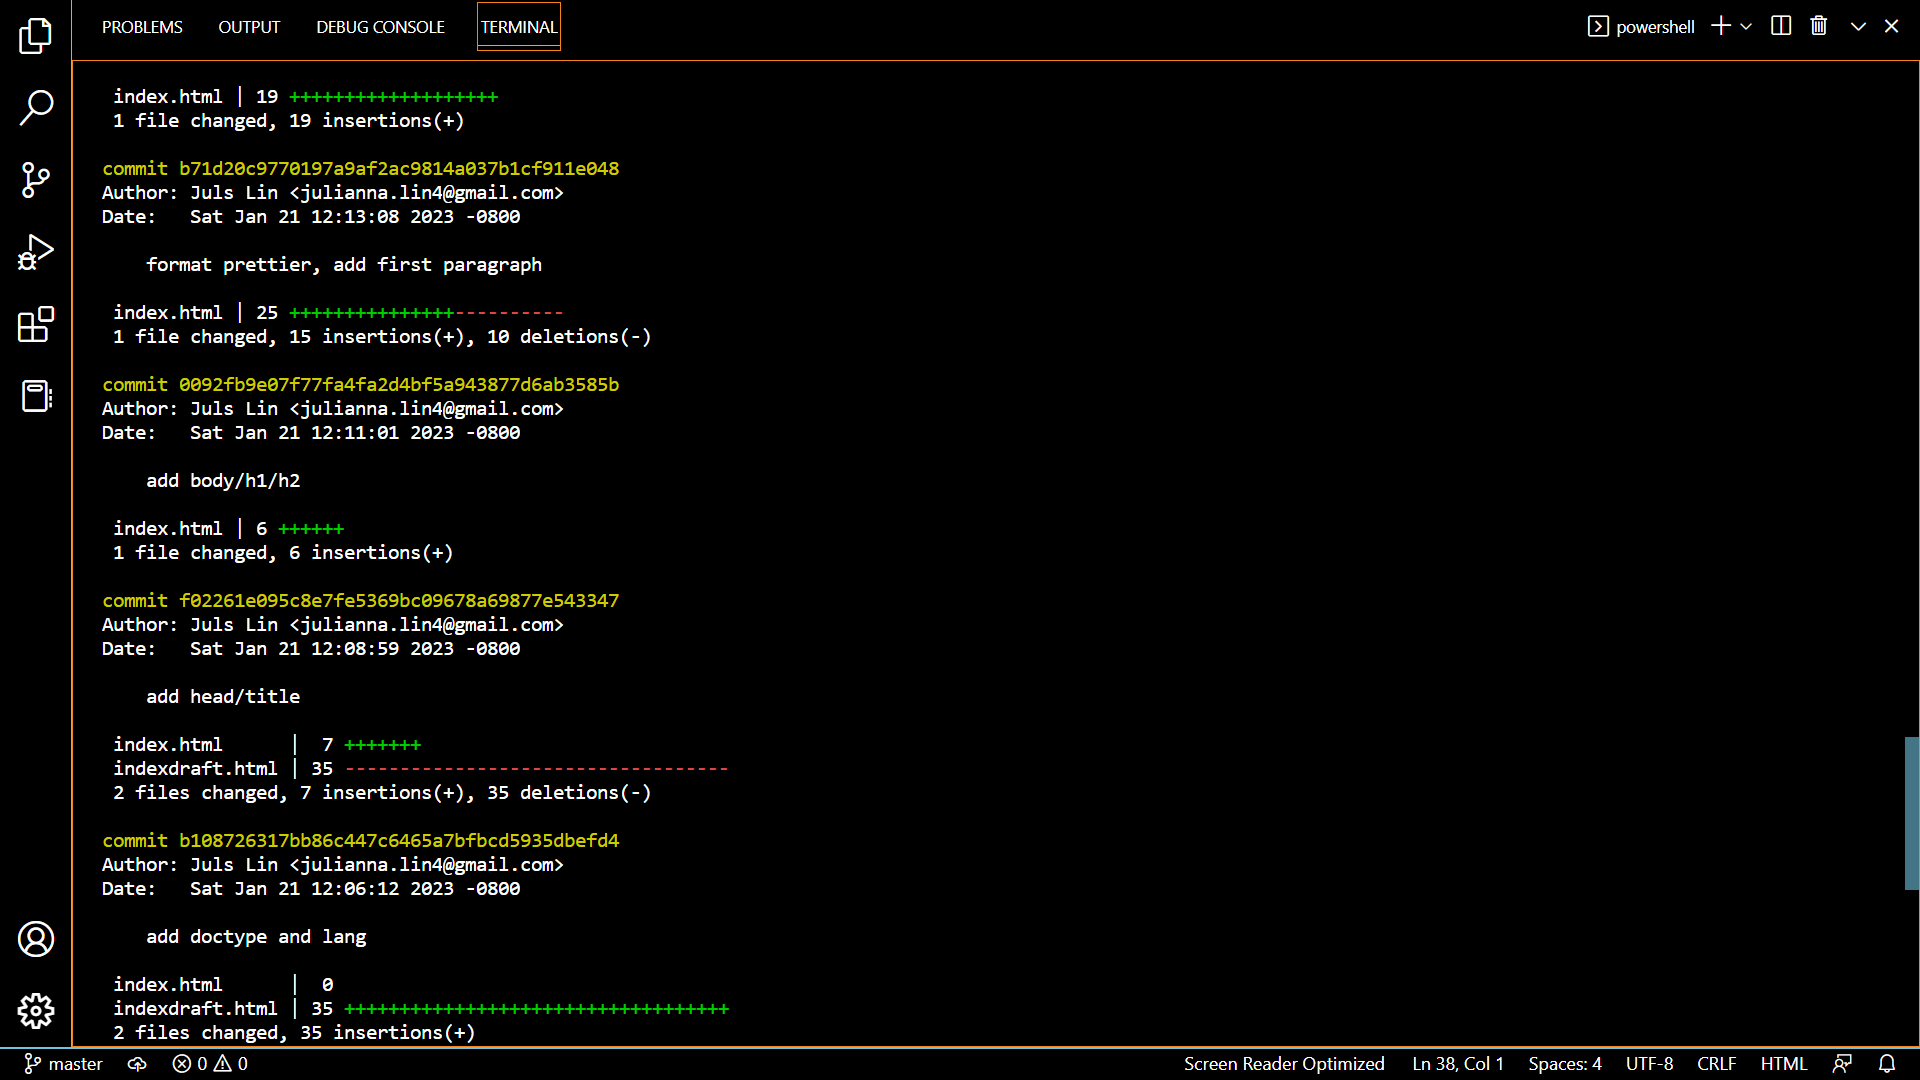 PROBLEMS OUTPUT DEBUG CONSOLE TERMINAL powershell
index.html | 19 +++++++++++++++++++
1 file changed, 19 insertions(+)
commit b71d20c9770197a9af2ac9814a037b1cf911e048
Author: Juls Lin <julianna.lin4@gmail.com>
Date:   Sat Jan 21 12:13:08 2023 -0800
format prettier, add first paragraph
index.html | 25 +++++++++++++++----------
1 file changed, 15 insertions(+), 10 deletions(-)
commit 0092fb9e07f77fa4fa2d4bf5a943877d6ab3585b
Author: Juls Lin <julianna.lin4@gmail.com>
Date:   Sat Jan 21 12:11:01 2023 -0800
add body/h1/h2
index.html | 6 ++++++
1 file changed, 6 insertions(+)
commit f02261e095c8e7fe5369bc09678a69877e543347
Author: Juls Lin <julianna.lin4@gmail.com>
Date:   Sat Jan 21 12:08:59 2023 -0800
add head/title
index.html      |  7 +++++++
indexdraft.html | 35 -----------------------------------
2 files changed, 7 insertions(+), 35 deletions(-)
commit b108726317bb86c447c6465a7bfbcd5935dbefd4
Author: Juls Lin <julianna.lin4@gmail.com>
Date:   Sat Jan 21 12:06:12 2023 -0800
add doctype and lang
index.html      |  0
indexdraft.html | 35 +++++++++++++++++++++++++++++++++++
2 files changed, 35 insertions(+)
master 0 0 Screen Reader Optimized Ln 38, Col 1 Spaces: 4 UTF-8 CRLF HTML